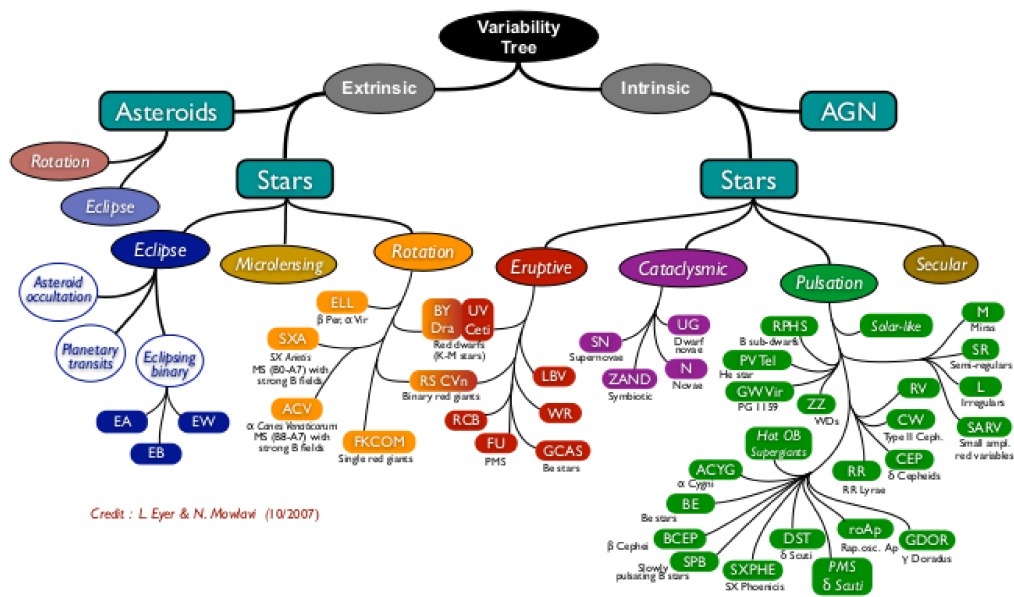 Variability
Tree
Extrinsic
Intrinsic
Asteroids
AGN
Rotation
Eclipse
Stars
Stars
Eclipse
Microlensing
Rotation
Eruptive
Cataclysmic
Pulsation
Secular
Asteroid
occultation
Planetary
transits
Eclipsing
binary
EA
EB
EW
ELL
β Per, α Vir
SXA
SX Arietis
MS (B0-A7) with
strong B fields
ACV
α Canes Venaticorum
MS (B8-A7) with
strong B fields
BY
Dra
UV
Ceti
Red dwarfs
(K-M stars)
RS CVn
Binary red giants
FKCOM
Single red giants
LBV
WR
RCB
FU
PMS
GCAS
Be stars
SN
Supernovae
UG
Dwarf
novae
ZAND
Symbiotic
N
Novae
RPHS
B sub-dwarfs
Solar-like
PV Tel
He star
GW Vir
PG 1159
ZZ
WDs
M
Miras
SR
Semi-regulars
L
Irregulars
SARV
Small ampl.
red variables
RV
CW
Type II Ceph.
CEP
δ Cepheids
RR
RR Lyrae
Hot OB
Supergiants
ACYG
α Cygni
BE
Be stars
BCEP
β Cephei
SPB
Slowly
pulsating B stars
SXPHE
SX Phoenicis
DST
δ Scuti
PMS
δ Scuti
roAp
Rap. osc. Ap
GDOR
γ Doradus
Credit : L. Eyer & N. Mowlavi (10/2007)